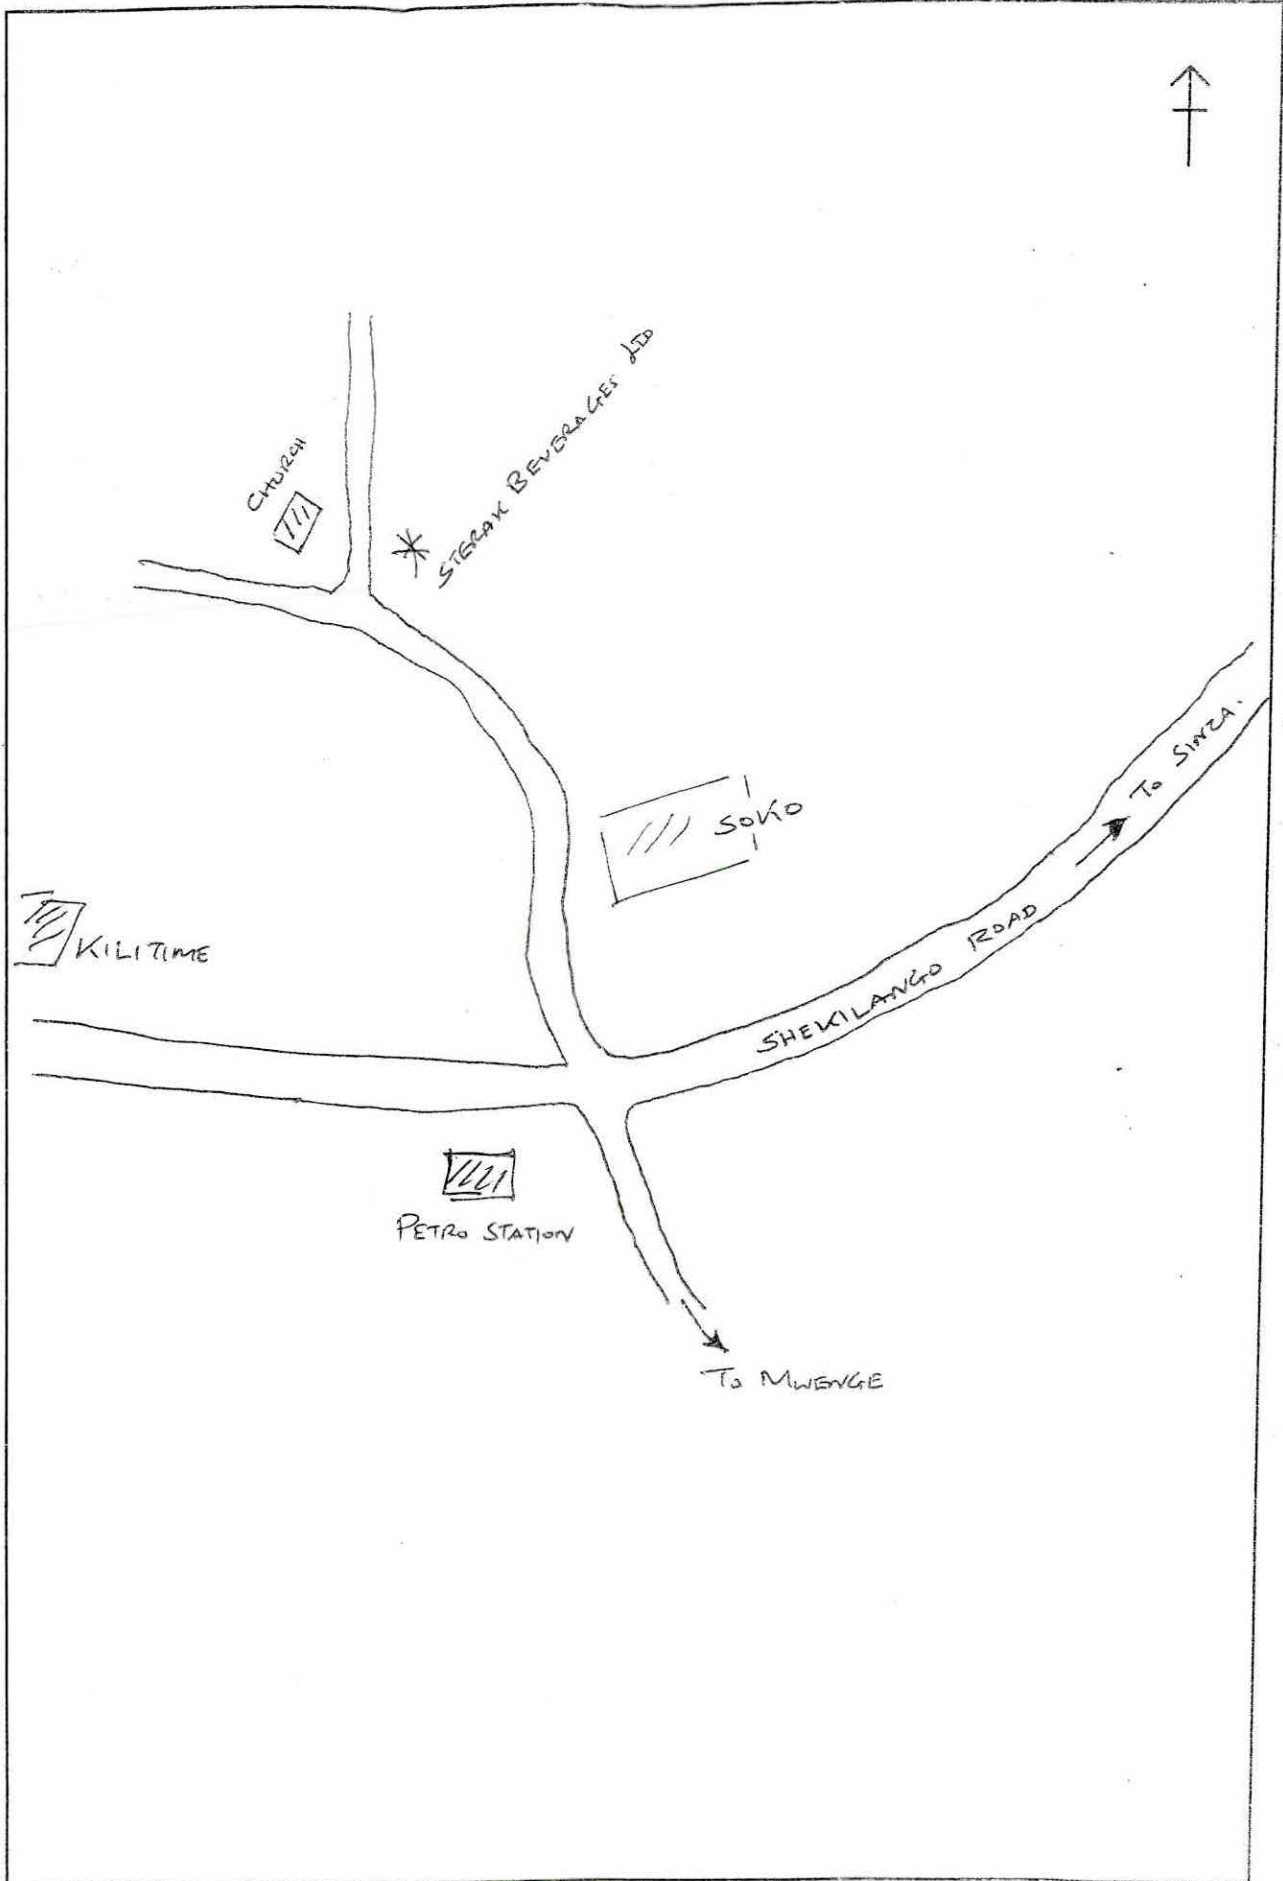 CHURCH
STERAK BEVERAGES LTD
SOKO
TO SINZA.
KILITIME
SHEKILANGO ROAD
PETRO STATION
TO MWENGE